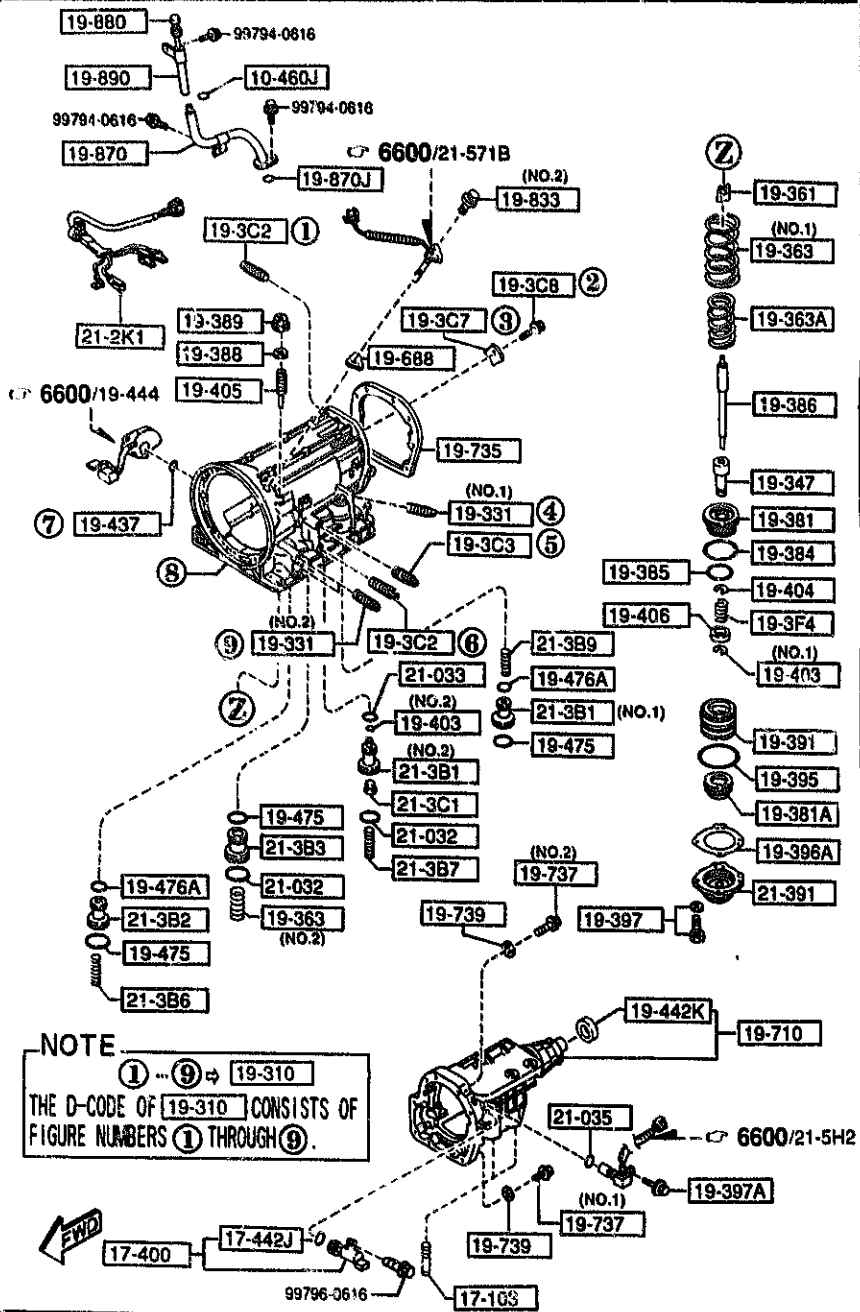 19-880
99794-0616
19-890
10-460J
99794-0616
99794-0616
19-870
6600/21-571B
19-870J
(NO.2)
19-833
Z
19-361
19-3C2 ①
(NO.1)
19-363
19-3C8 ②
19-3C7 ③
19-389
19-363A
21-2K1
19-388
19-688
19-405
6600/19-444
19-386
19-735
19-347
(NO.1)
19-331 ④
⑦ 19-437
19-381
19-3C3 ⑤
19-384
⑧
19-385
19-404
19-406
19-3F4
(NO.2)
⑨ 19-331
19-3C2 ⑥
21-3B9
(NO.1)
19-403
21-033
19-476A
Z
(NO.2)
19-403
21-3B1 (NO.1)
19-391
19-475
(NO.2)
21-3B1
19-395
21-3C1
19-475
19-381A
21-032
21-3B3
19-396A
21-3B7
(NO.2)
19-737
19-476A
21-032
21-391
21-3B2
19-363
(NO.2)
19-739
19-397
19-475
21-3B6
19-442K
19-710
NOTE
① ... ⑨ ⇨ 19-310
THE D-CODE OF 19-310 CONSISTS OF
FIGURE NUMBERS ① THROUGH ⑨.
21-035
6600/21-5H2
19-397A
(NO.1)
19-737
FWD
17-442J
19-739
17-400
99796-0616
17-103